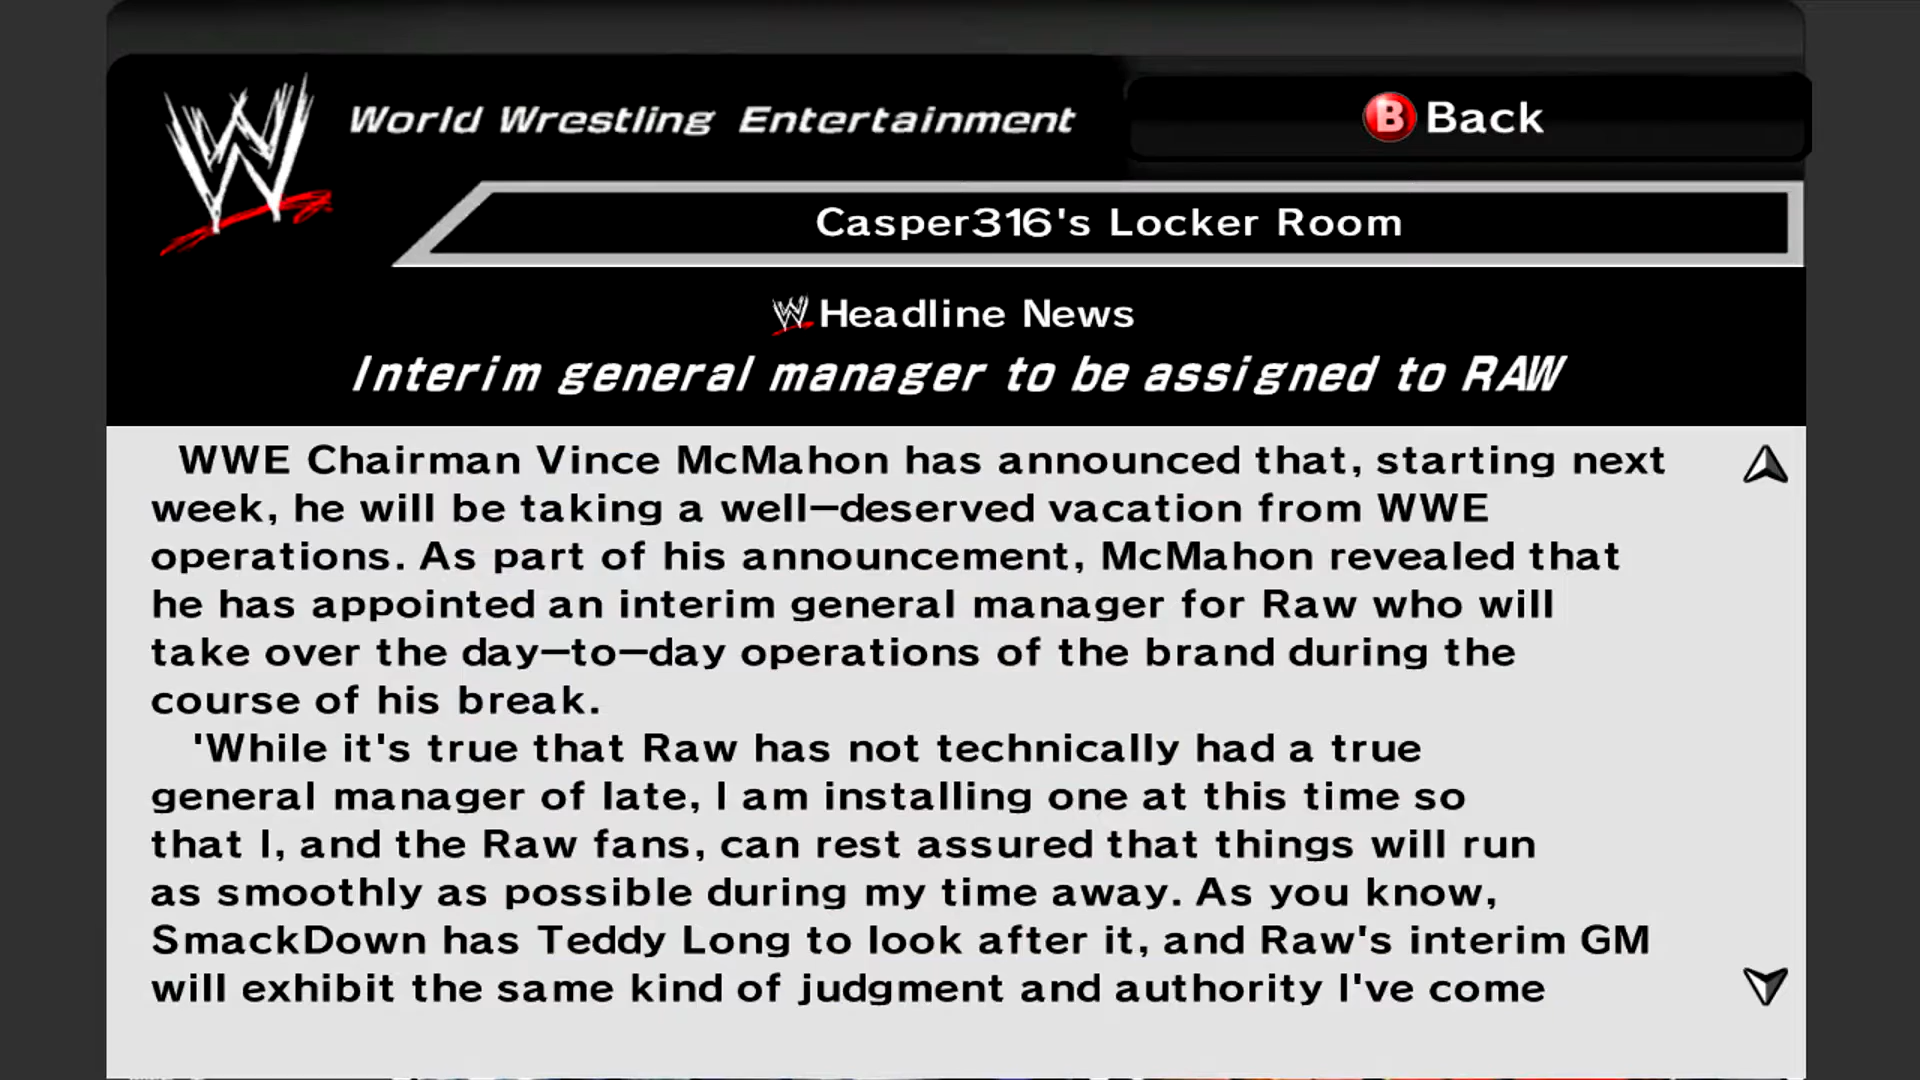 World Wrestling Entertainment
B Back
Casper316's Locker Room
W Headline News
Interim general manager to be assigned to RAW
WWE Chairman Vince McMahon has announced that, starting next
week, he will be taking a well—deserved vacation from WWE
operations. As part of his announcement, McMahon revealed that
he has appointed an interim general manager for Raw who will
take over the day—to—day operations of the brand during the
course of his break.
'While it's true that Raw has not technically had a true
general manager of late, I am installing one at this time so
that I, and the Raw fans, can rest assured that things will run
as smoothly as possible during my time away. As you know,
SmackDown has Teddy Long to look after it, and Raw's interim GM
will exhibit the same kind of judgment and authority I've come